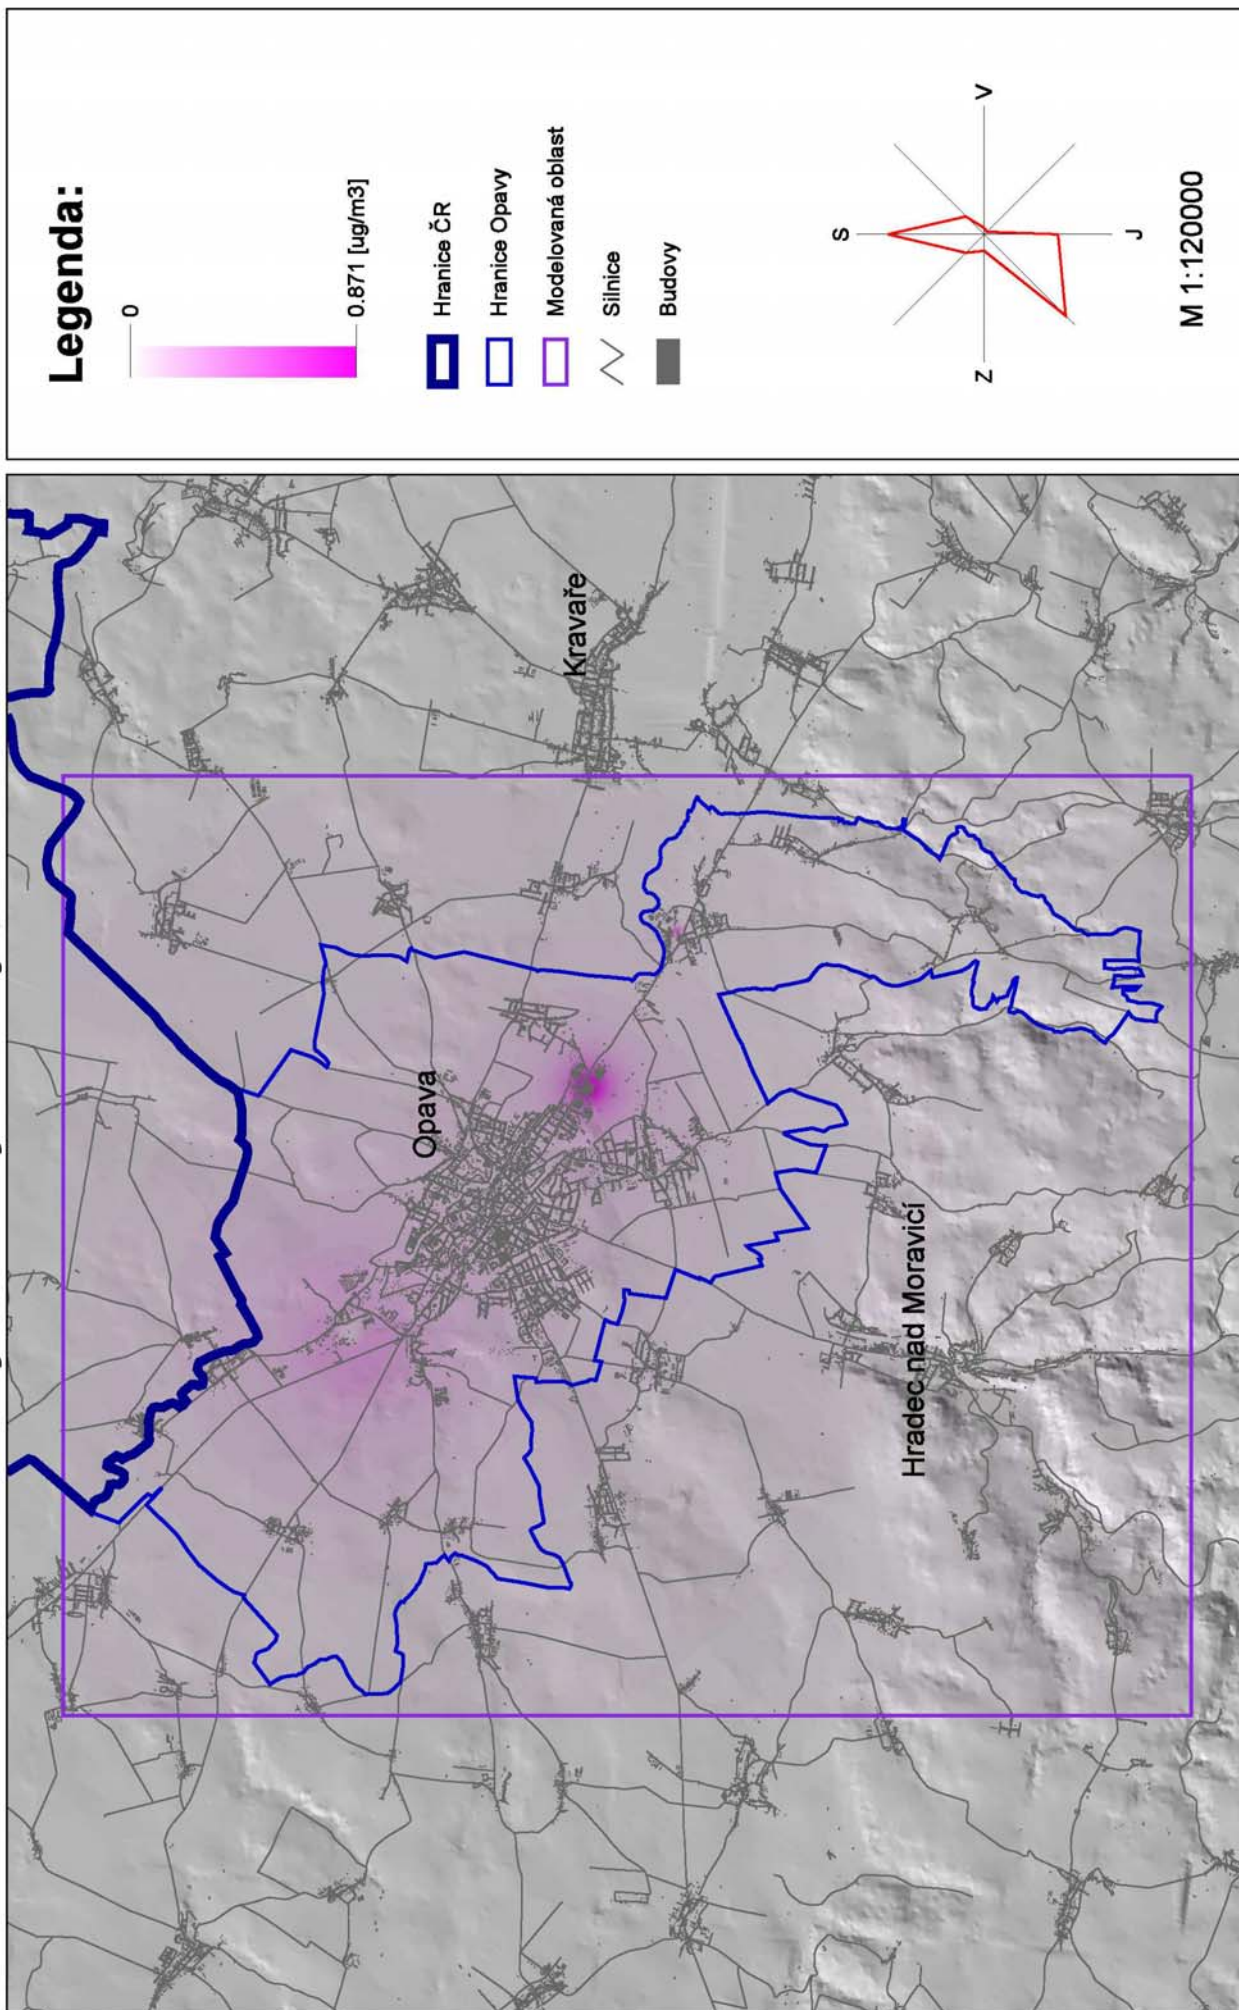 Legenda:
0
0.871 [ug/m3]
Hranice ČR
Hranice Opavy
Modelovaná oblast
Silnice
Budovy
S
V
Z
J
M 1:120000
Opava
Kravaře
Hradec nad Moravicí